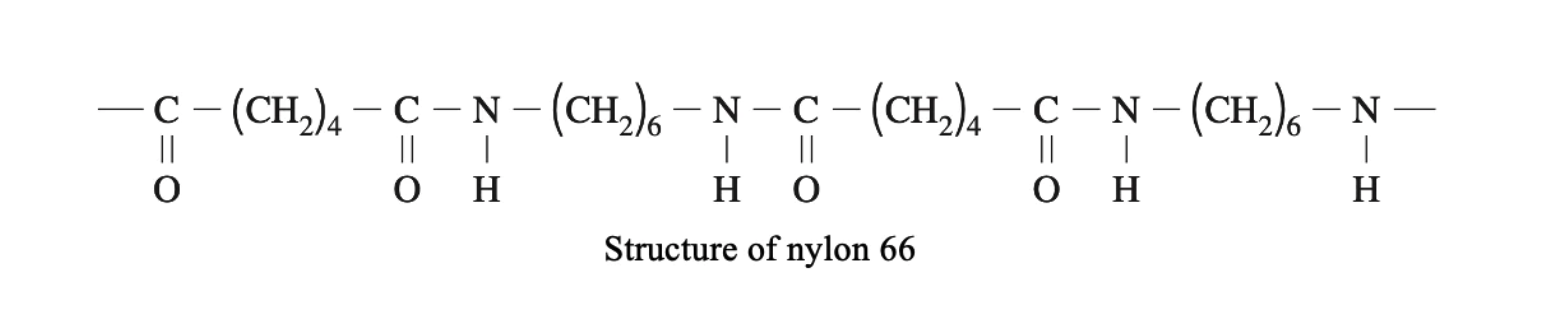 — C – (CH₂)₄ – C – N – (CH₂)₆ – N – C – (CH₂)₄ – C – N – (CH₂)₆ – N —
|| || | | || || | |
O O H H O O H H
Structure of nylon 66